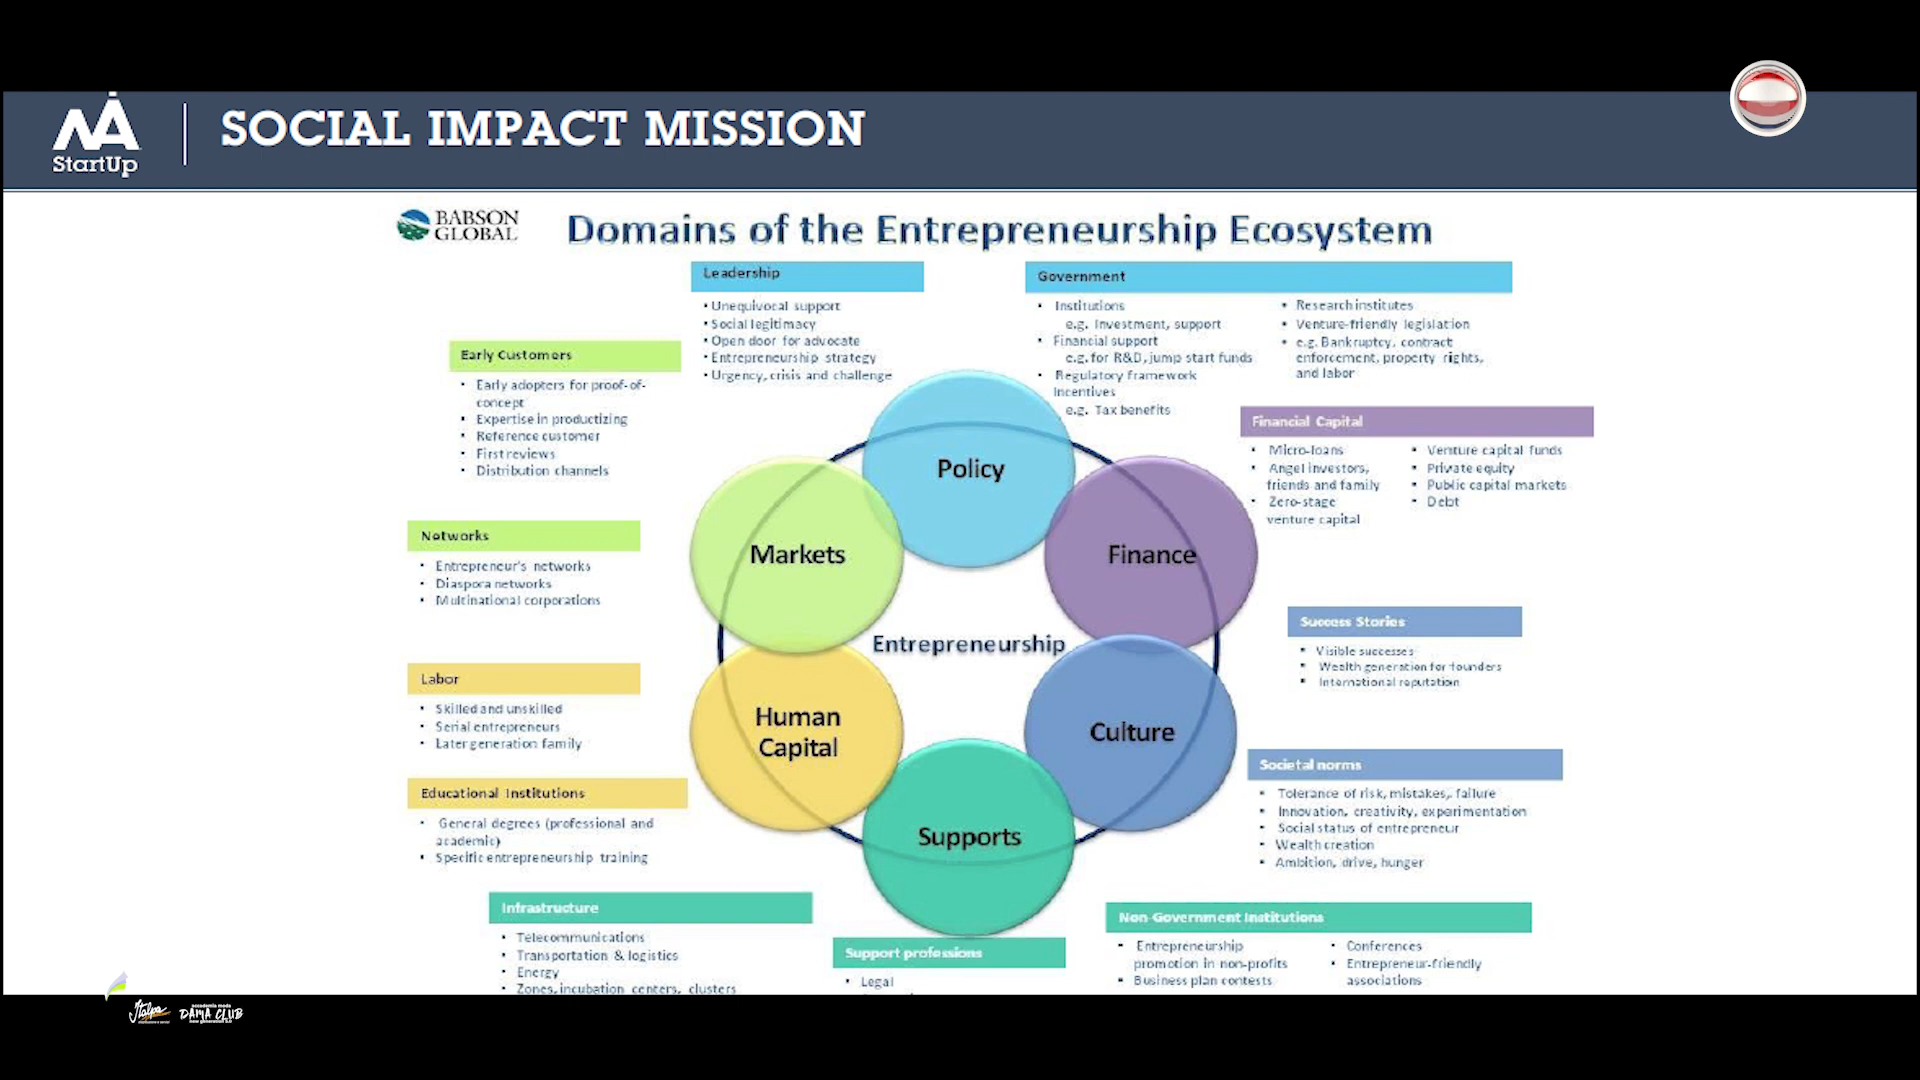 StartUp
SOCIAL IMPACT MISSION
BABSON
GLOBAL
Domains of the Entrepreneurship Ecosystem
Leadership
• Unequivocal support
• Social legitimacy
• Open door for advocate
• Entrepreneurship strategy
• Urgency, crisis and challenge
Government
• Institutions
e.g. Investment, support
• Financial support
e.g. for R&D, jump start funds
• Regulatory framework
Incentives
e.g. Tax benefits
• Research institutes
• Venture-friendly legislation
• e.g. Bankruptcy, contract
enforcement, property rights,
and labor
Early Customers
• Early adopters for proof-of-
concept
• Expertise in productizing
• Reference customer
• First reviews
• Distribution channels
Financial Capital
• Micro-loans
• Angel investors,
friends and family
• Zero-stage
venture capital
• Venture capital funds
• Private equity
• Public capital markets
• Debt
Networks
• Entrepreneur's networks
• Diaspora networks
• Multinational corporations
Policy
Markets
Finance
Entrepreneurship
Human
Capital
Culture
Supports
Success Stories
• Visible successes
• Wealth generation for founders
• International reputation
Labor
• Skilled and unskilled
• Serial entrepreneurs
• Later generation family
Societal norms
• Tolerance of risk, mistakes, failure
• Innovation, creativity, experimentation
• Social status of entrepreneur
• Wealth creation
• Ambition, drive, hunger
Educational Institutions
• General degrees (professional and
academic)
• Specific entrepreneurship training
Infrastructure
• Telecommunications
• Transportation & logistics
• Energy
• Zones, incubation centers, clusters
Support professions
• Legal
Non-Government Institutions
• Entrepreneurship
promotion in non-profits
• Business plan contests
• Conferences
• Entrepreneur-friendly
associations
accademia moda
DAMA CLUB